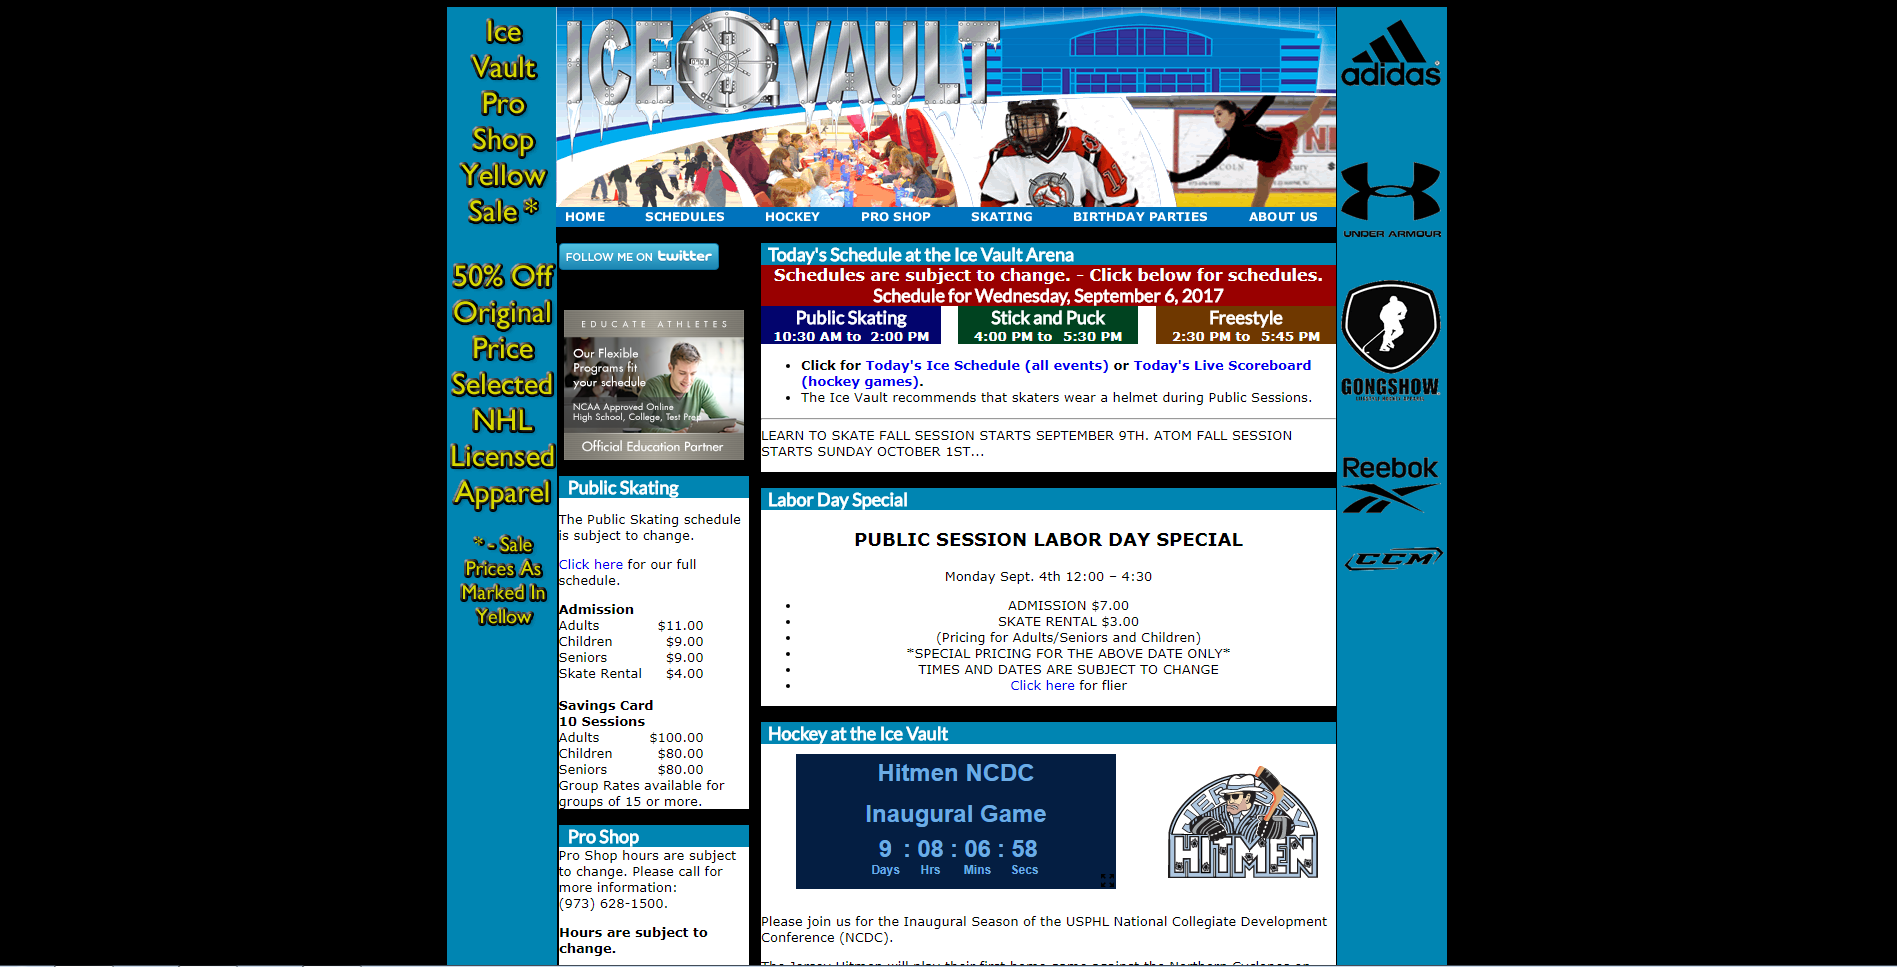 Ice
Vault
Pro
Shop
Yellow
Sale *
50% Off
Original
Price
Selected
NHL
Licensed
Apparel
* - Sale
Prices As
Marked In
Yellow
ICE VAULT
HOME SCHEDULES HOCKEY PRO SHOP SKATING BIRTHDAY PARTIES ABOUT US
FOLLOW ME ON twitter
EDUCATE ATHLETES
Our Flexible
Programs fit
your schedule
NCAA Approved Online
High School, College, Test Prep
Official Education Partner
Public Skating
The Public Skating schedule
is subject to change.
Click here for our full
schedule.
Admission
Adults $11.00
Children $9.00
Seniors $9.00
Skate Rental $4.00
Savings Card
10 Sessions
Adults $100.00
Children $80.00
Seniors $80.00
Group Rates available for
groups of 15 or more.
Pro Shop
Pro Shop hours are subject
to change. Please call for
more information:
(973) 628-1500.
Hours are subject to
change.
Today's Schedule at the Ice Vault Arena
Schedules are subject to change. - Click below for schedules.
Schedule for Wednesday, September 6, 2017
Public Skating
10:30 AM to 2:00 PM
Stick and Puck
4:00 PM to 5:30 PM
Freestyle
2:30 PM to 5:45 PM
• Click for Today's Ice Schedule (all events) or Today's Live Scoreboard
(hockey games).
• The Ice Vault recommends that skaters wear a helmet during Public Sessions.
LEARN TO SKATE FALL SESSION STARTS SEPTEMBER 9TH. ATOM FALL SESSION
STARTS SUNDAY OCTOBER 1ST...
Labor Day Special
PUBLIC SESSION LABOR DAY SPECIAL
Monday Sept. 4th 12:00 – 4:30
• ADMISSION $7.00
• SKATE RENTAL $3.00
• (Pricing for Adults/Seniors and Children)
• *SPECIAL PRICING FOR THE ABOVE DATE ONLY*
• TIMES AND DATES ARE SUBJECT TO CHANGE
• Click here for flier
Hockey at the Ice Vault
Hitmen NCDC
Inaugural Game
9 : 08 : 06 : 58
Days Hrs Mins Secs
JERSEY
HITMEN
Please join us for the Inaugural Season of the USPHL National Collegiate Development
Conference (NCDC).
adidas
UNDER ARMOUR
GONGSHOW
Reebok
CCM